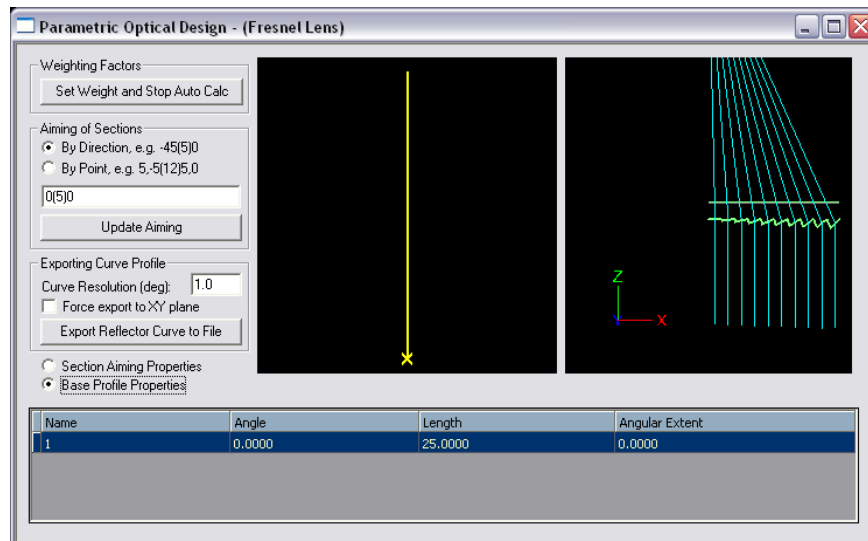 Parametric Optical Design - (Fresnel Lens)
Weighting Factors
Set Weight and Stop Auto Calc
Aiming of Sections
By Direction, e.g. -45(5)0
By Point, e.g. 5,-5(12)5,0
0(5)0
Update Aiming
Exporting Curve Profile
Curve Resolution (deg): 1.0
Force export to XY plane
Export Reflector Curve to File
Section Aiming Properties
Base Profile Properties
Z
X
Name Angle Length Angular Extent
1 0.0000 25.0000 0.0000